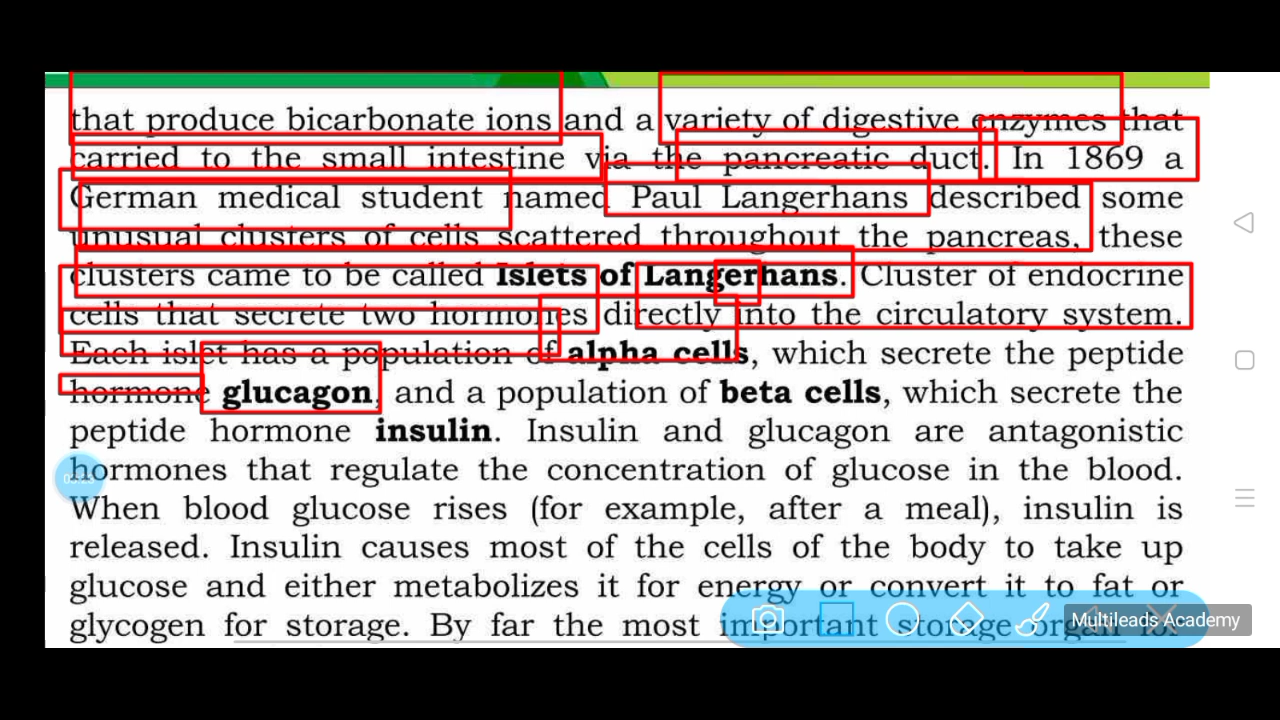 that produce bicarbonate ions and a variety of digestive enzymes that
carried to the small intestine via the pancreatic duct. In 1869 a
German medical student named Paul Langerhans described some
unusual clusters of cells scattered throughout the pancreas, these
clusters came to be called Islets of Langerhans. Cluster of endocrine
cells that secrete two hormones directly into the circulatory system.
Each islet has a population of alpha cells, which secrete the peptide
hormone glucagon, and a population of beta cells, which secrete the
peptide hormone insulin. Insulin and glucagon are antagonistic
hormones that regulate the concentration of glucose in the blood.
When blood glucose rises (for example, after a meal), insulin is
released. Insulin causes most of the cells of the body to take up
glucose and either metabolizes it for energy or convert it to fat or
glycogen for storage. By far the most important storage organ for
Multileads Academy